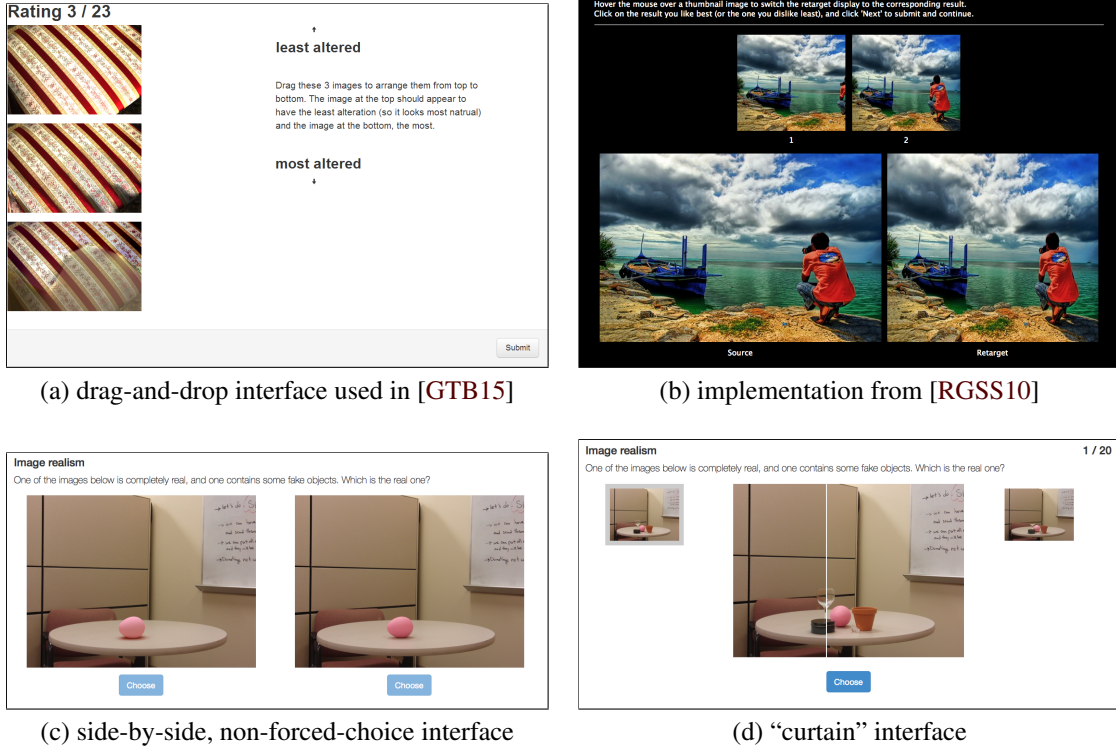 Rating 3 / 23
least altered
Drag these 3 images to arrange them from top to
bottom. The image at the top should appear to
have the least alteration (so it looks most natrual)
and the image at the bottom, the most.
most altered
Submit
(a) drag-and-drop interface used in [GTB15]
Hover the mouse over a thumbnail image to switch the retarget display to the corresponding result.
Click on the result you like best (or the one you dislike least), and click 'Next' to submit and continue.
1
2
Source
Retarget
(b) implementation from [RGSS10]
Image realism
One of the images below is completely real, and one contains some fake objects. Which is the real one?
Choose
Choose
(c) side-by-side, non-forced-choice interface
Image realism
1 / 20
One of the images below is completely real, and one contains some fake objects. Which is the real one?
Choose
(d) “curtain” interface